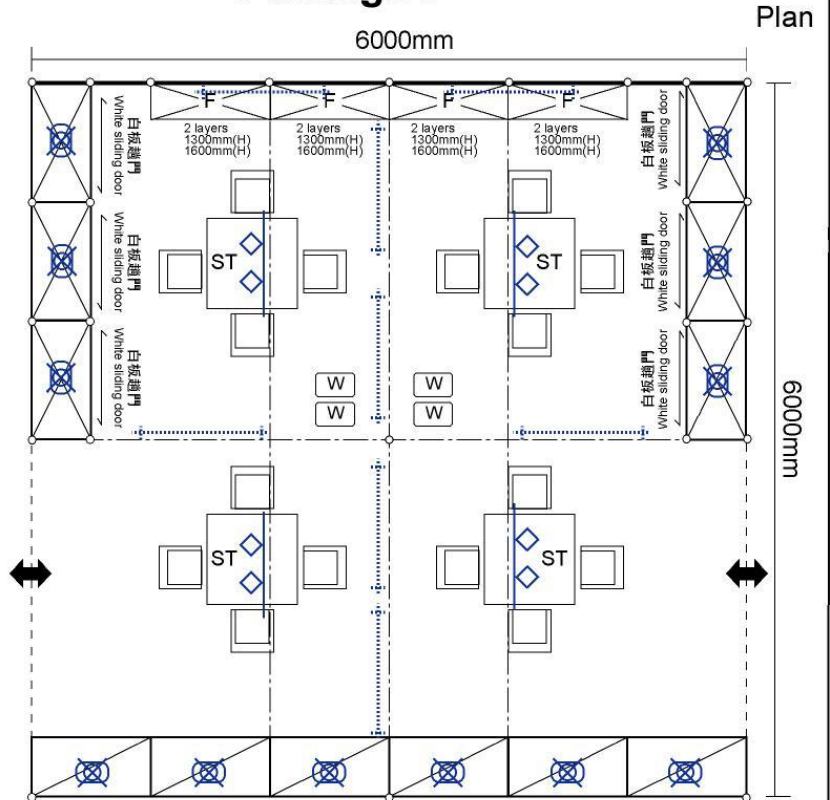 Plan
6000mm
F F F F
2 layers
1300mm(H)
1600mm(H)
2 layers
1300mm(H)
1600mm(H)
2 layers
1300mm(H)
1600mm(H)
2 layers
1300mm(H)
1600mm(H)
白板趟門
White sliding door
白板趟門
White sliding door
白板趟門
White sliding door
白板趟門
White sliding door
白板趟門
White sliding door
白板趟門
White sliding door
ST
ST
W
W
W
W
6000mm
ST
ST